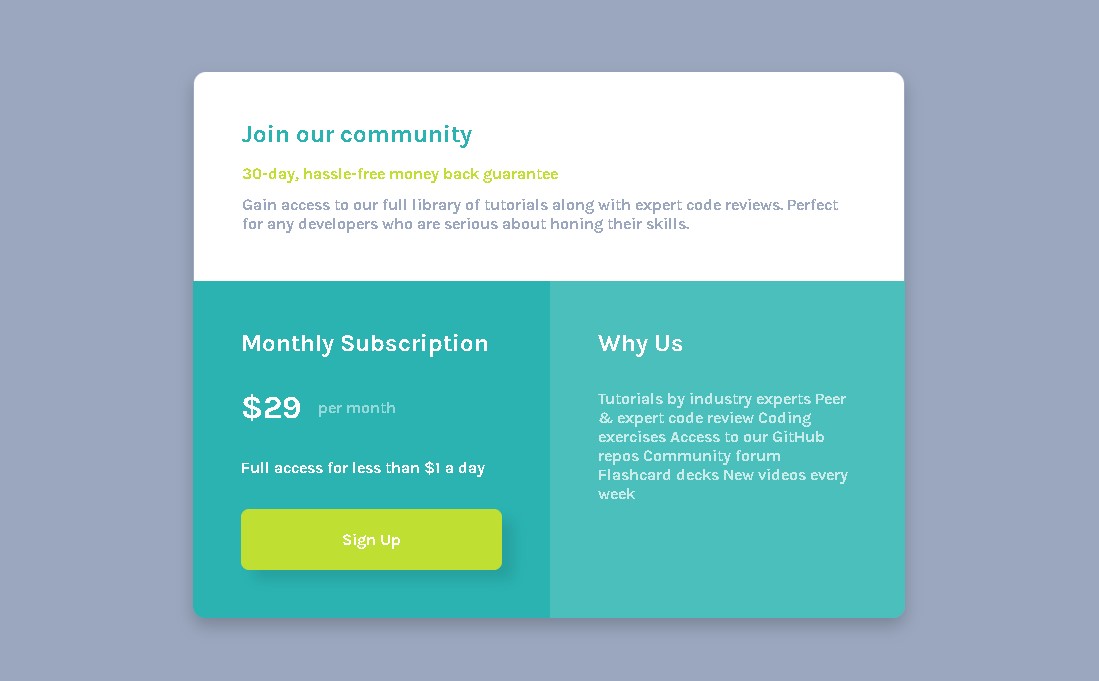 Join our community
30-day, hassle-free money back guarantee
Gain access to our full library of tutorials along with expert code reviews. Perfect
for any developers who are serious about honing their skills.
Monthly Subscription
$29 per month
Full access for less than $1 a day
Sign Up
Why Us
Tutorials by industry experts Peer
& expert code review Coding
exercises Access to our GitHub
repos Community forum
Flashcard decks New videos every
week